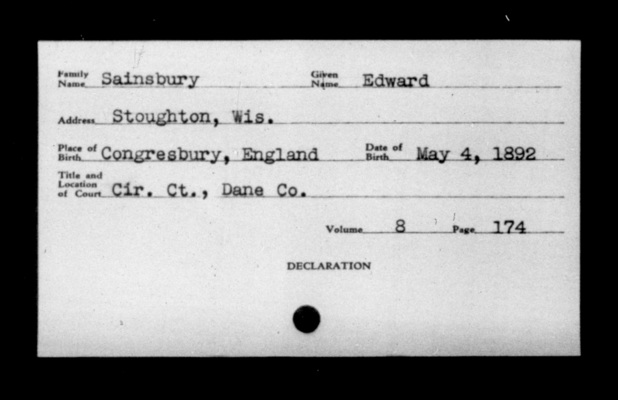 Family Name Sainsbury Given Name Edward
Address Stoughton, Wis.
Place of Birth Congresbury, England Date of Birth May 4, 1892
Title and Location of Court Cir. Ct., Dane Co.
Volume 8 Page 174
DECLARATION